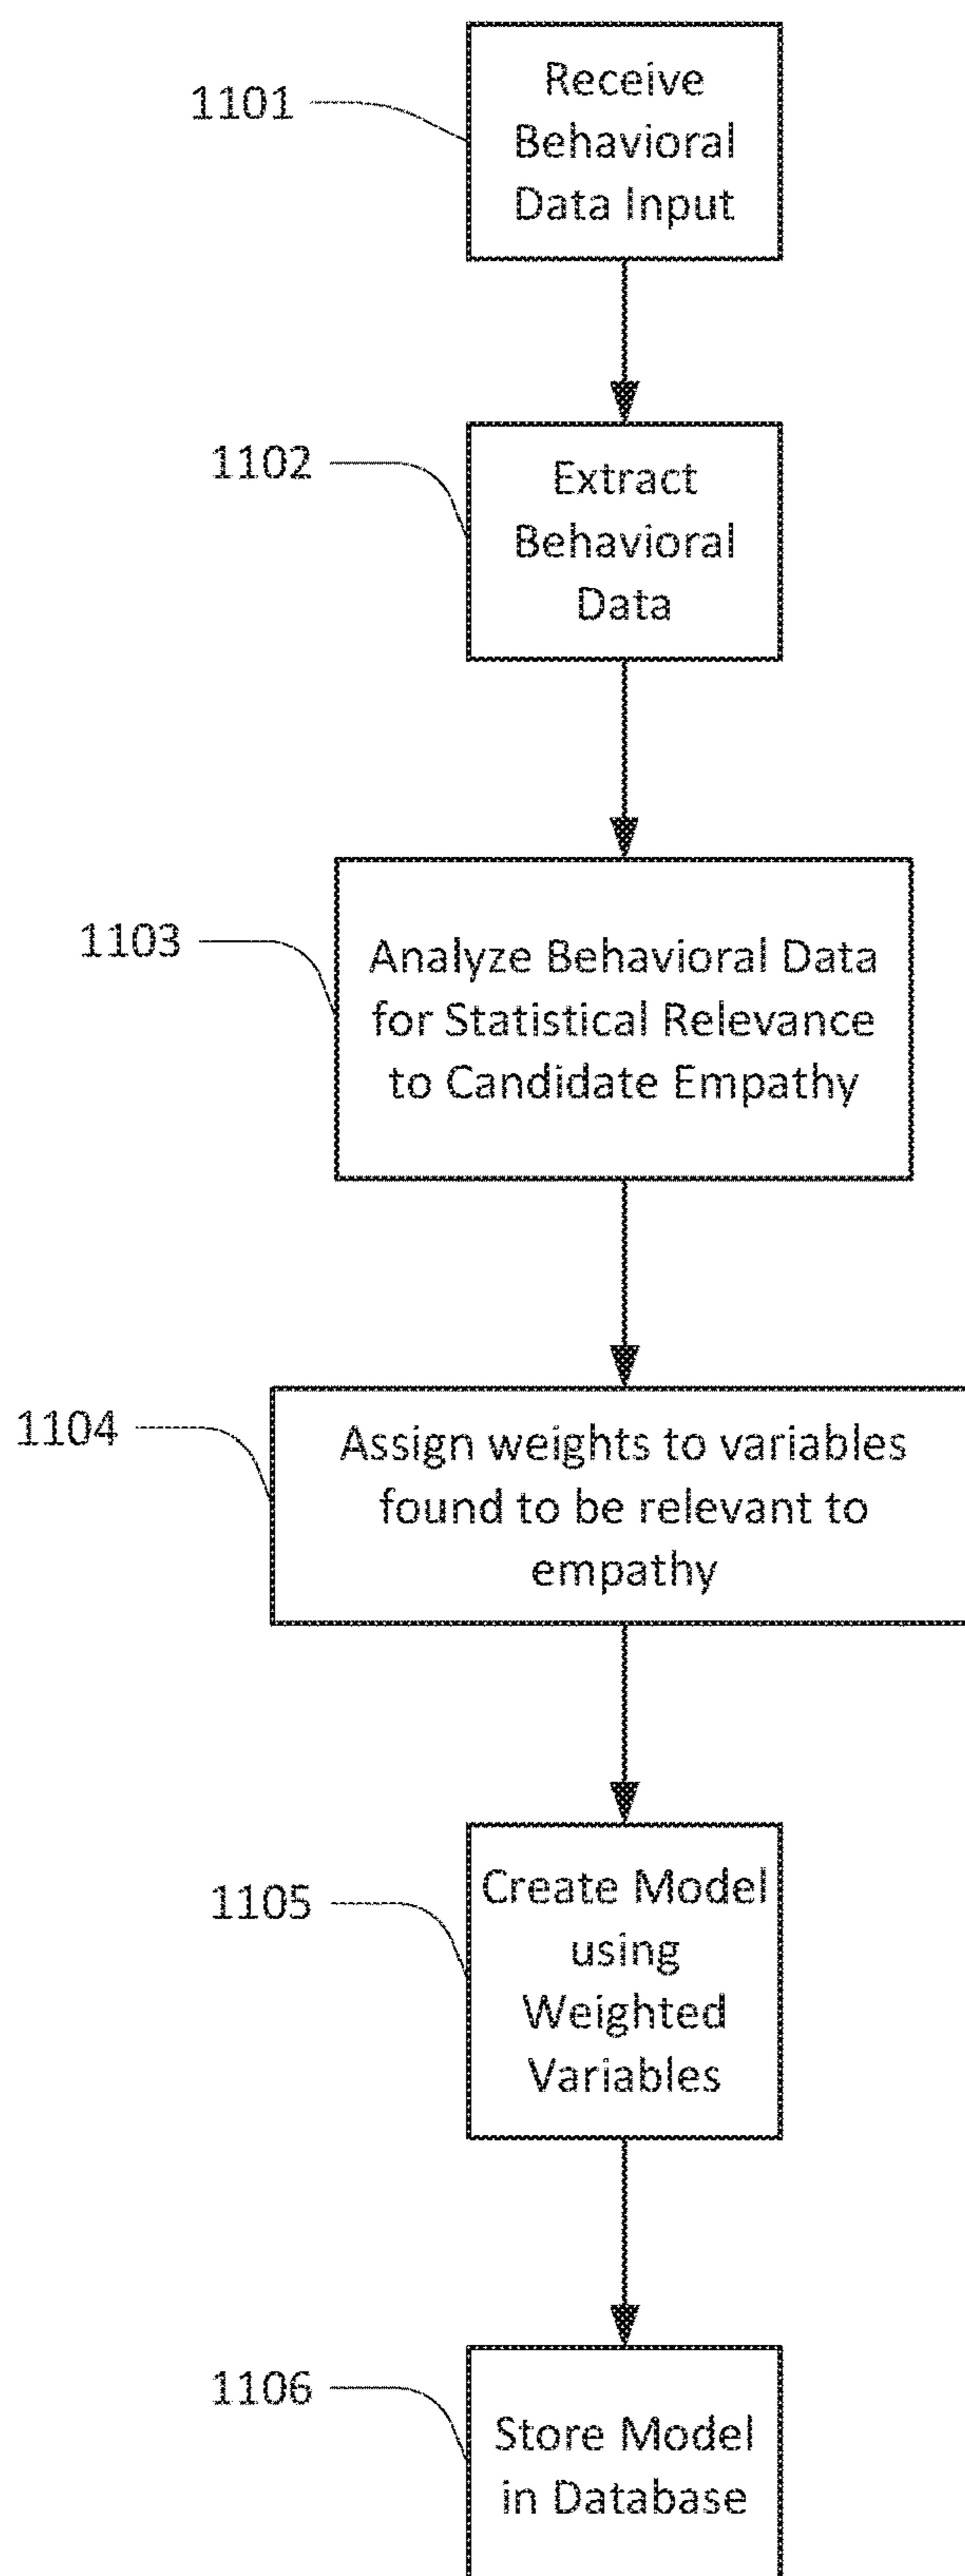 1101
Receive
Behavioral
Data Input
1102
Extract
Behavioral
Data
1103
Analyze Behavioral Data
for Statistical Relevance
to Candidate Empathy
1104
Assign weights to variables
found to be relevant to
empathy
1105
Create Model
using
Weighted
Variables
1106
Store Model
in Database